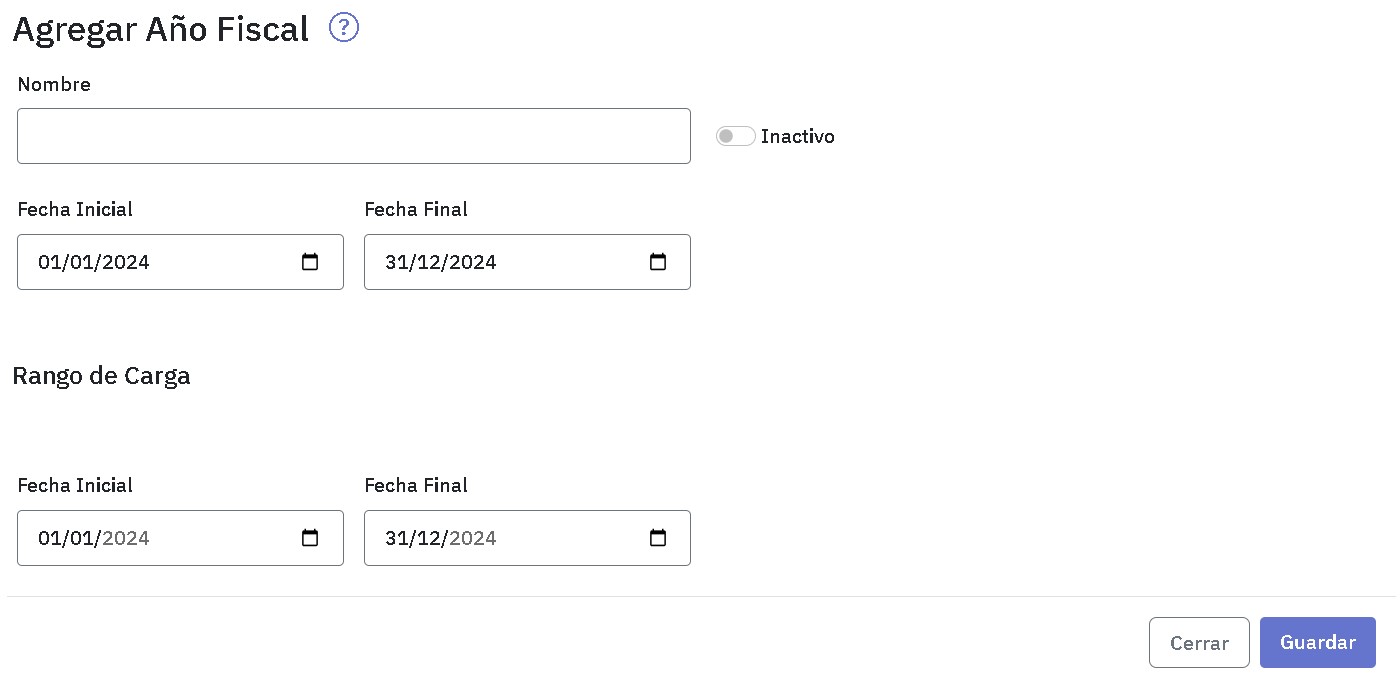 Agregar Año Fiscal ?
Nombre
Inactivo
Fecha Inicial Fecha Final
01/01/2024 31/12/2024
Rango de Carga
Fecha Inicial Fecha Final
01/01/2024 31/12/2024
Cerrar Guardar